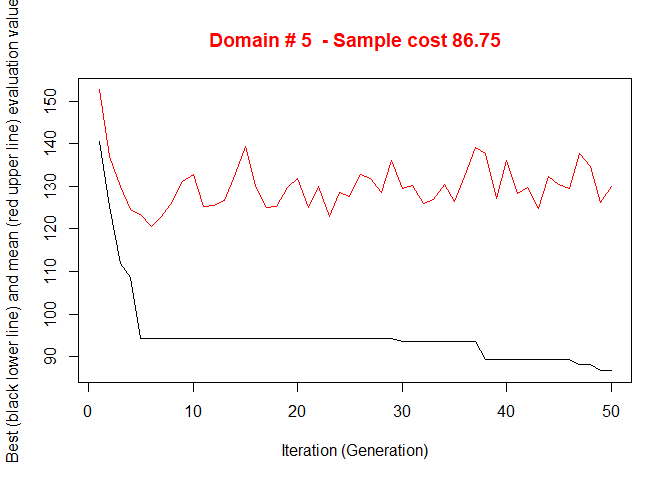 Domain # 5 - Sample cost 86.75
Best (black lower line) and mean (red upper line) evaluation value
150
140
130
120
110
100
90
0 10 20 30 40 50
Iteration (Generation)